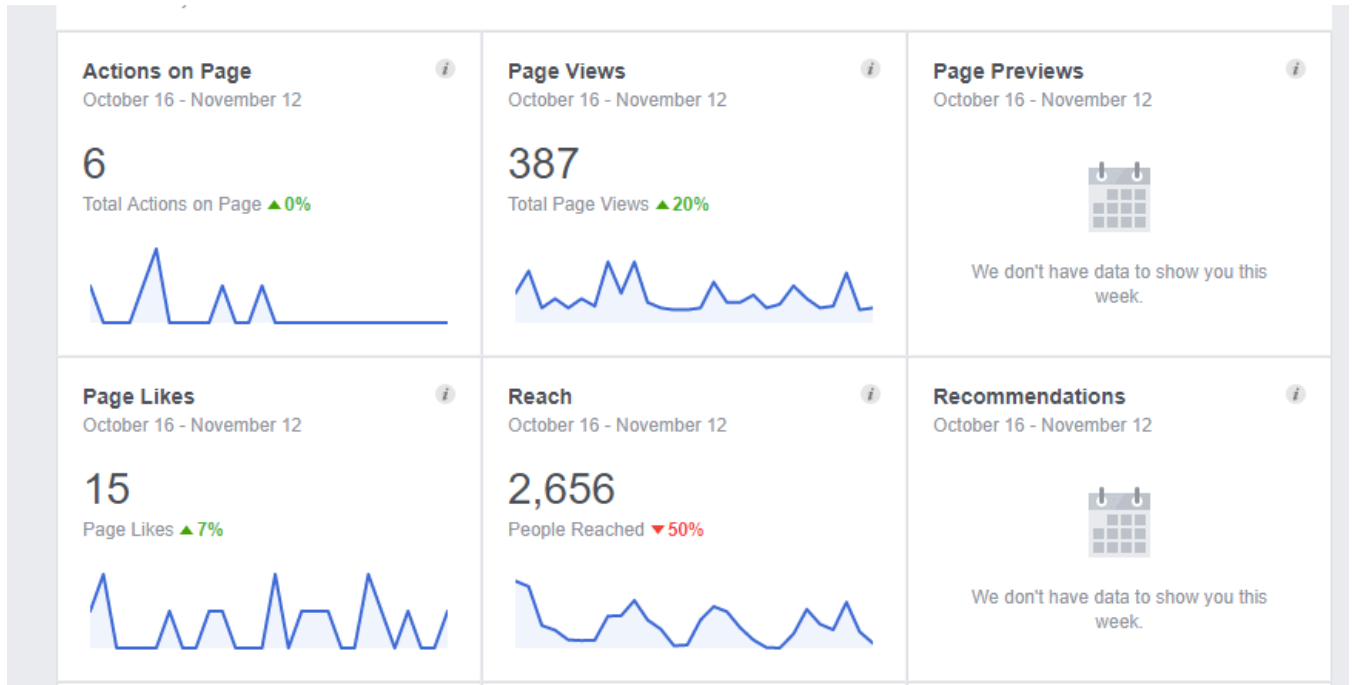 Actions on Page
October 16 - November 12
6
Total Actions on Page ▲0%
Page Views
October 16 - November 12
387
Total Page Views ▲20%
Page Previews
October 16 - November 12
We don't have data to show you this
week.
Page Likes
October 16 - November 12
15
Page Likes ▲7%
Reach
October 16 - November 12
2,656
People Reached ▼50%
Recommendations
October 16 - November 12
We don't have data to show you this
week.